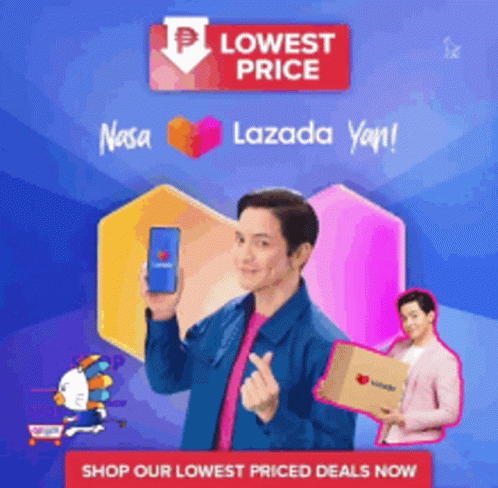 LOWEST
PRICE
Nasa Lazada Yan!
SHOP OUR LOWEST PRICED DEALS NOW